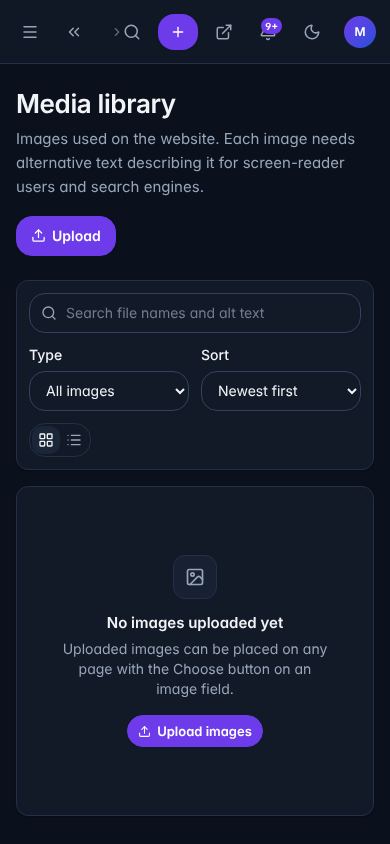 9+
M
Media library
Images used on the website. Each image needs
alternative text describing it for screen-reader
users and search engines.
Upload
Search file names and alt text
Type Sort
All images Newest first
No images uploaded yet
Uploaded images can be placed on any
page with the Choose button on an
image field.
Upload images